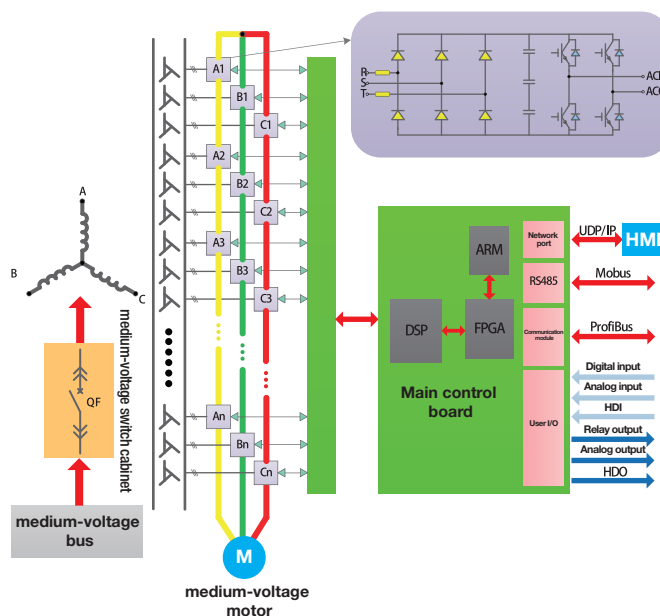 A
B
C
QF
medium-voltage switch cabinet
medium-voltage
bus
A1
B1
C1
A2
B2
C2
A3
B3
C3
An
Bn
Cn
M
medium-voltage
motor
R
S
T
Main control
board
DSP
FPGA
ARM
Network
port
RS485
Communication
module
User I/O
UDP/IP
HMI
Mobus
ProfiBus
Digital input
Analog input
HDI
Relay output
Analog output
HDO